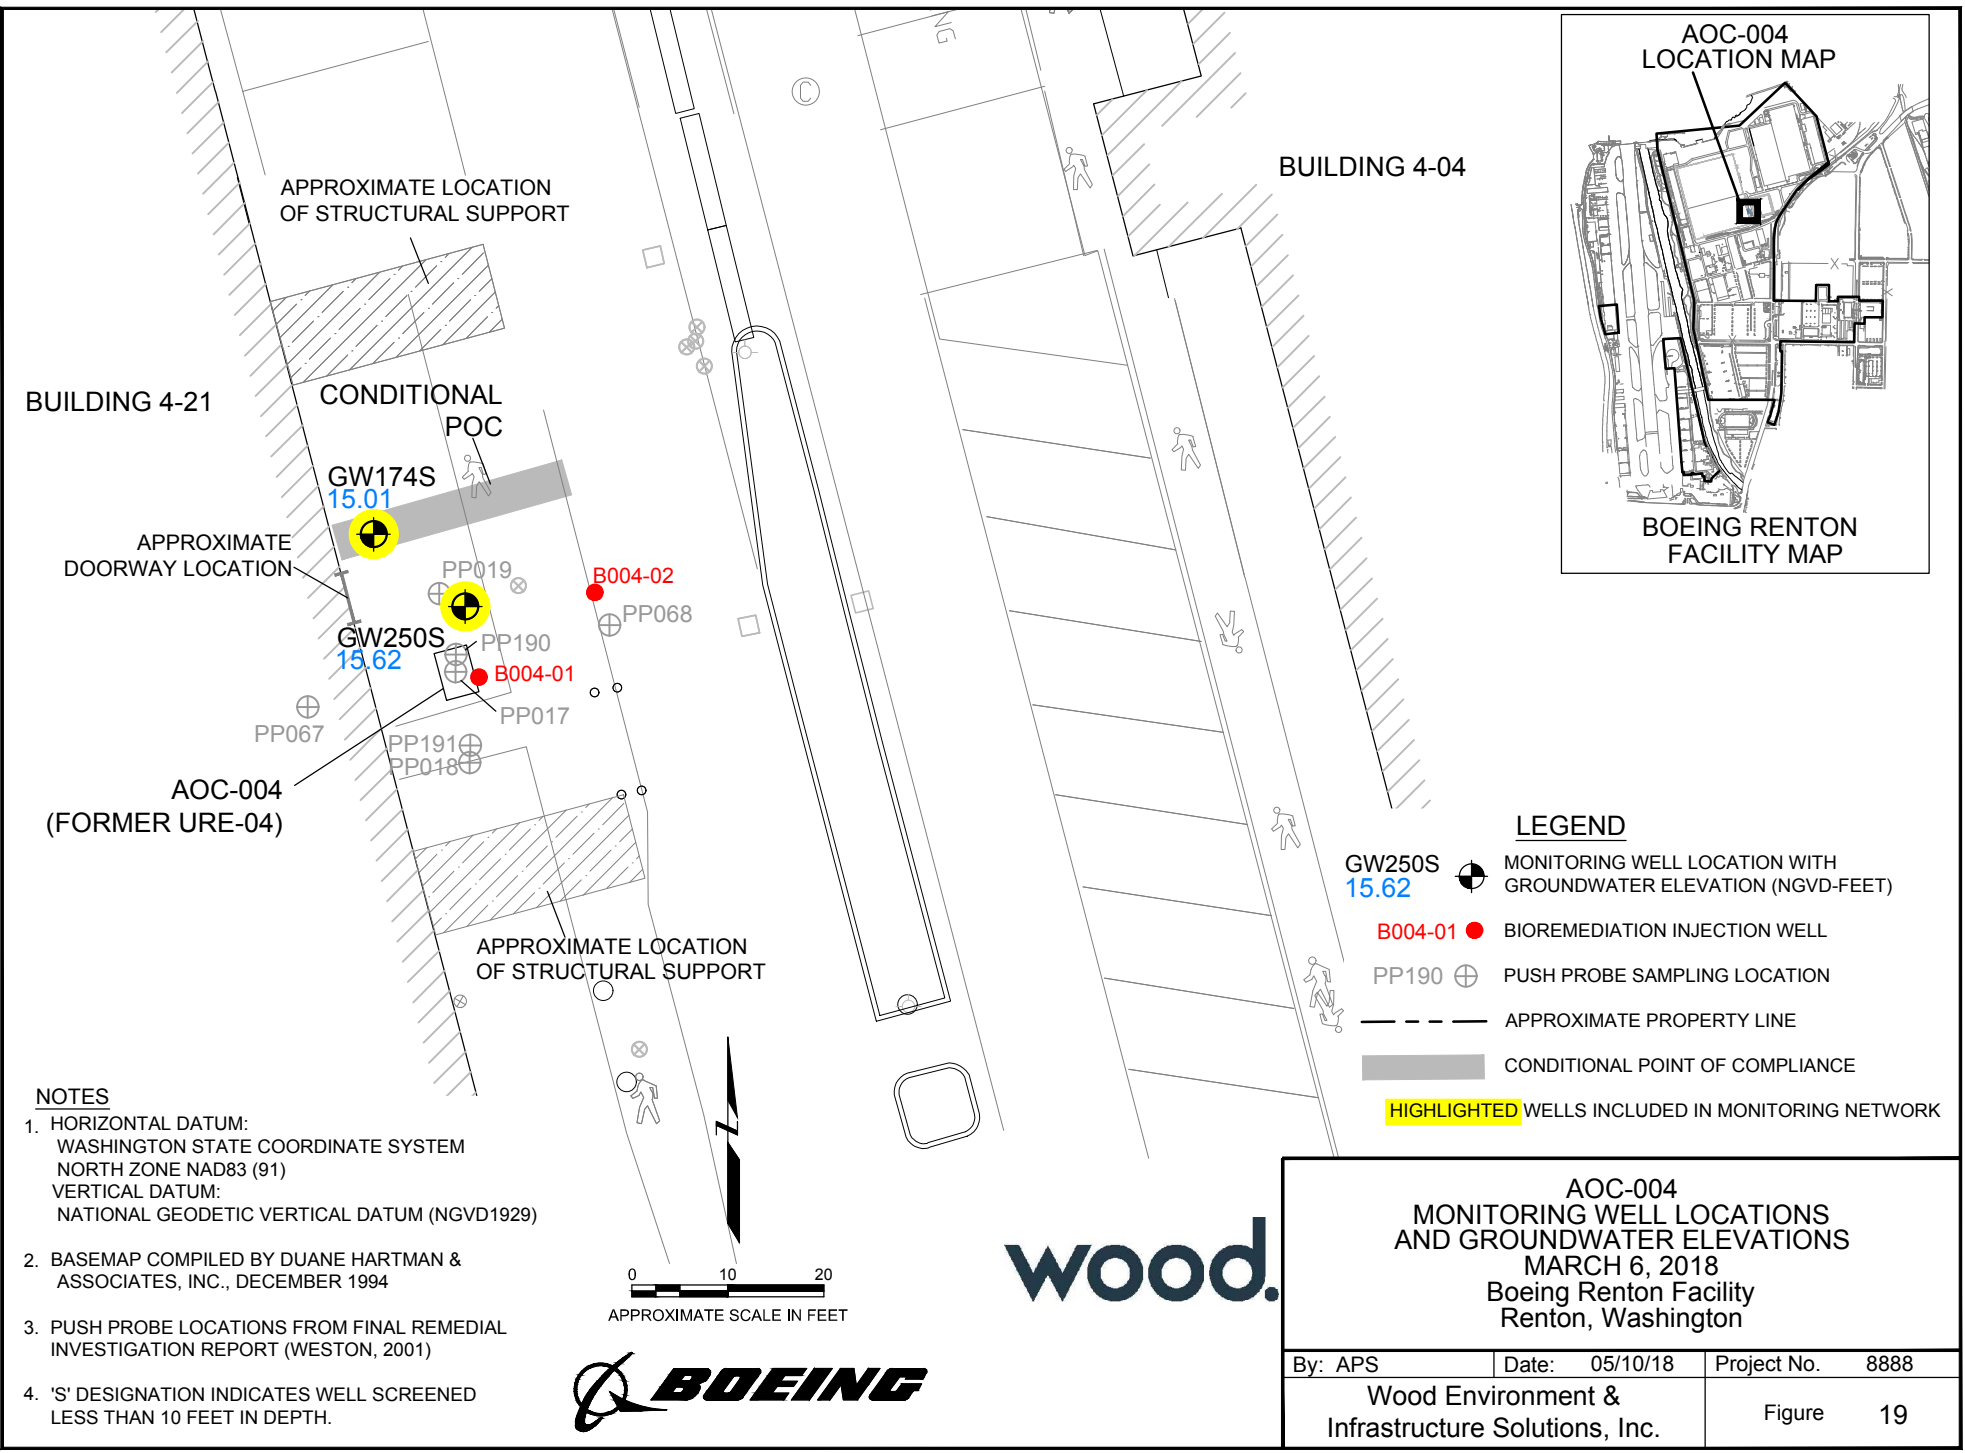 AOC-004
LOCATION MAP
BOEING RENTON
FACILITY MAP
NG
C
BUILDING 4-04
APPROXIMATE LOCATION
OF STRUCTURAL SUPPORT
BUILDING 4-21
CONDITIONAL
POC
GW174S
15.01
APPROXIMATE
DOORWAY LOCATION
PP019
B004-02
PP068
GW250S
15.62
PP190
B004-01
PP017
PP067
PP191
PP018
AOC-004
(FORMER URE-04)
APPROXIMATE LOCATION
OF STRUCTURAL SUPPORT
LEGEND
GW250S
15.62
MONITORING WELL LOCATION WITH
GROUNDWATER ELEVATION (NGVD-FEET)
B004-01
BIOREMEDIATION INJECTION WELL
PP190
PUSH PROBE SAMPLING LOCATION
APPROXIMATE PROPERTY LINE
CONDITIONAL POINT OF COMPLIANCE
HIGHLIGHTED WELLS INCLUDED IN MONITORING NETWORK
NOTES
1. HORIZONTAL DATUM:
WASHINGTON STATE COORDINATE SYSTEM
NORTH ZONE NAD83 (91)
VERTICAL DATUM:
NATIONAL GEODETIC VERTICAL DATUM (NGVD1929)
2. BASEMAP COMPILED BY DUANE HARTMAN &
ASSOCIATES, INC., DECEMBER 1994
3. PUSH PROBE LOCATIONS FROM FINAL REMEDIAL
INVESTIGATION REPORT (WESTON, 2001)
4. 'S' DESIGNATION INDICATES WELL SCREENED
LESS THAN 10 FEET IN DEPTH.
Z
0 10 20
APPROXIMATE SCALE IN FEET
BOEING
wood.
AOC-004
MONITORING WELL LOCATIONS
AND GROUNDWATER ELEVATIONS
MARCH 6, 2018
Boeing Renton Facility
Renton, Washington
By: APS Date: 05/10/18 Project No. 8888
Wood Environment &
Infrastructure Solutions, Inc.
Figure 19